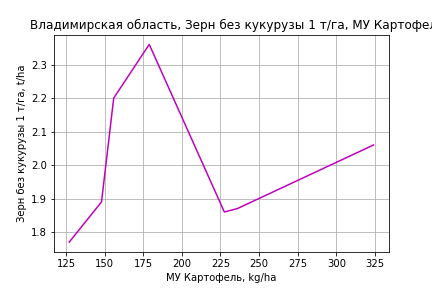 Владимирская область, Зерн без кукурузы 1 т/га, МУ Картофел
2.3
2.2
2.1
2.0
1.9
1.8
Зерн без кукурузы 1 т/га, t/ha
125 150 175 200 225 250 275 300 325
МУ Картофель, kg/ha